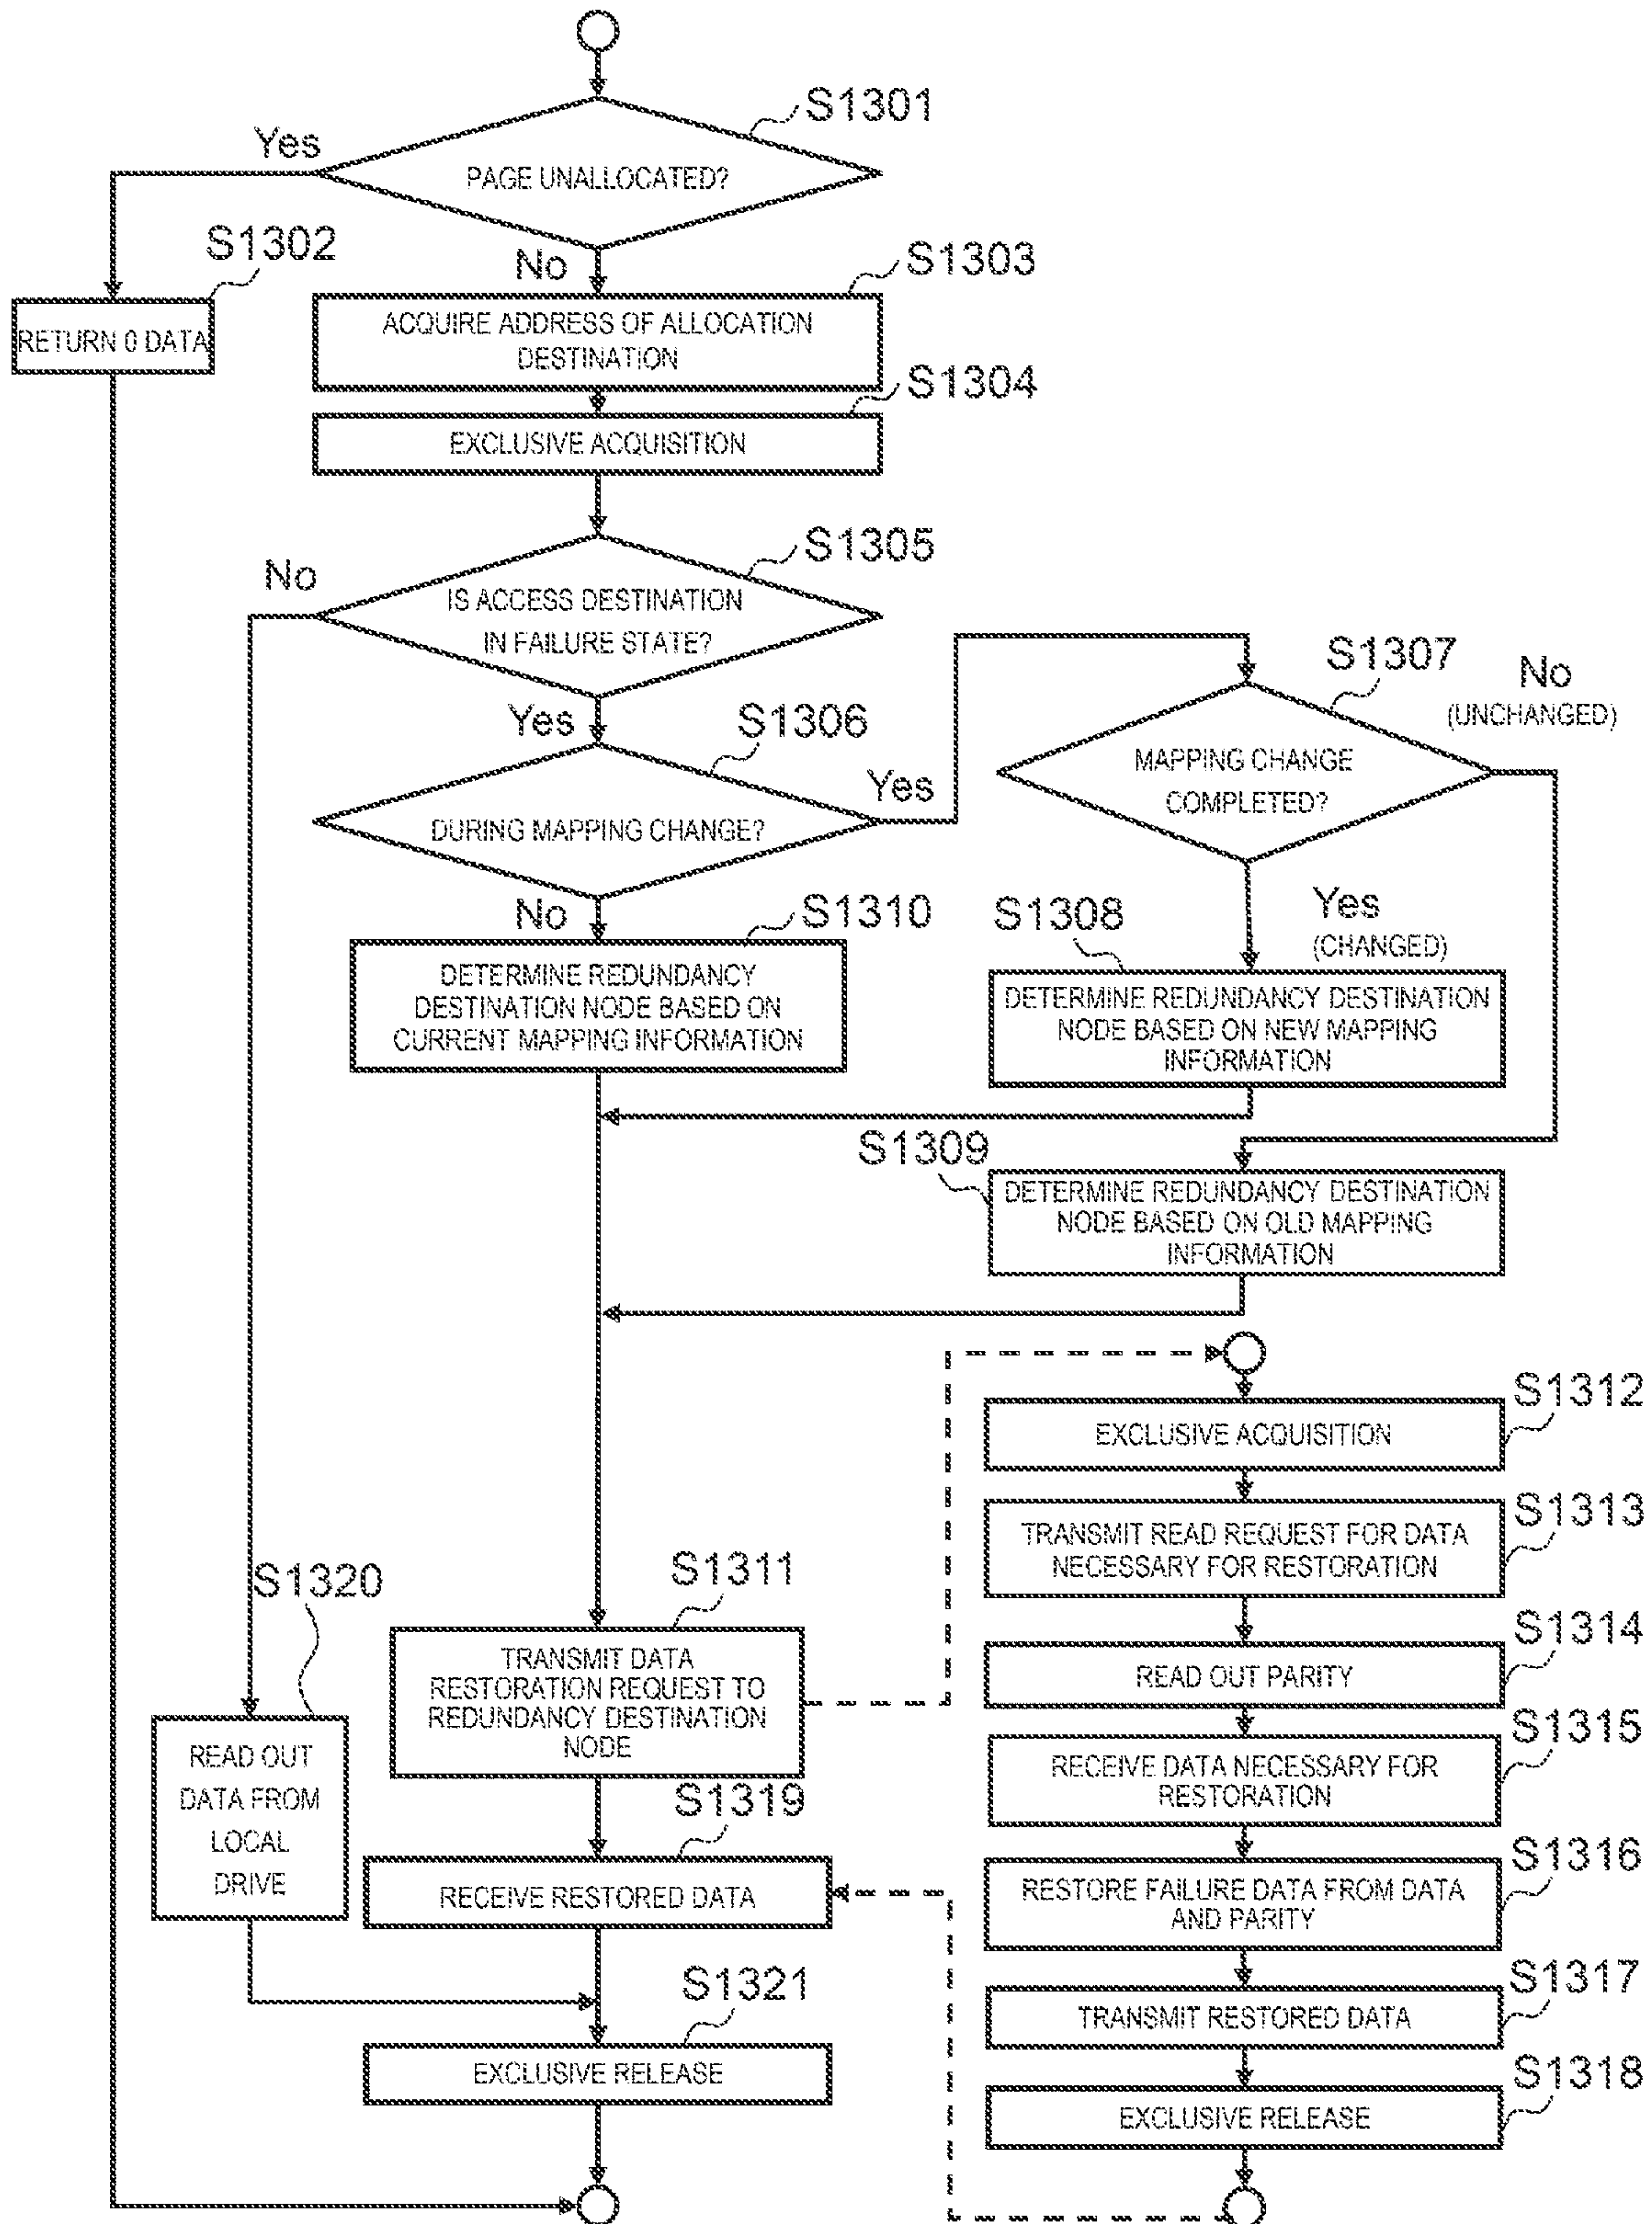 S1301
Yes
PAGE UNALLOCATED?
S1302
No
S1303
RETURN 0 DATA
ACQUIRE ADDRESS OF ALLOCATION
DESTINATION
S1304
EXCLUSIVE ACQUISITION
S1305
No
IS ACCESS DESTINATION
IN FAILURE STATE?
Yes
S1306
DURING MAPPING CHANGE?
Yes
S1307
No
(UNCHANGED)
MAPPING CHANGE
COMPLETED?
No
S1310
DETERMINE REDUNDANCY
DESTINATION NODE BASED ON
CURRENT MAPPING INFORMATION
S1308
Yes
(CHANGED)
DETERMINE REDUNDANCY DESTINATION
NODE BASED ON NEW MAPPING
INFORMATION
S1309
DETERMINE REDUNDANCY DESTINATION
NODE BASED ON OLD MAPPING
INFORMATION
S1312
EXCLUSIVE ACQUISITION
S1313
TRANSMIT READ REQUEST FOR DATA
NECESSARY FOR RESTORATION
S1320
S1311
TRANSMIT DATA
RESTORATION REQUEST TO
REDUNDANCY DESTINATION
NODE
S1314
READ OUT PARITY
S1315
RECEIVE DATA NECESSARY FOR
RESTORATION
READ OUT
DATA FROM
LOCAL
DRIVE
S1319
RECEIVE RESTORED DATA
S1316
RESTORE FAILURE DATA FROM DATA
AND PARITY
S1321
EXCLUSIVE RELEASE
S1317
TRANSMIT RESTORED DATA
S1318
EXCLUSIVE RELEASE